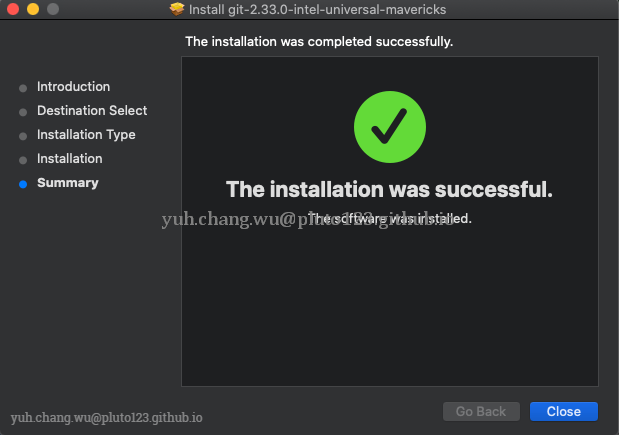 Install git-2.33.0-intel-universal-mavericks
The installation was completed successfully.
Introduction
Destination Select
Installation Type
Installation
Summary
The installation was successful.
The software was installed.
yuh.chang.wu@pluto123.github.io
Go Back
Close
yuh.chang.wu@pluto123.github.io